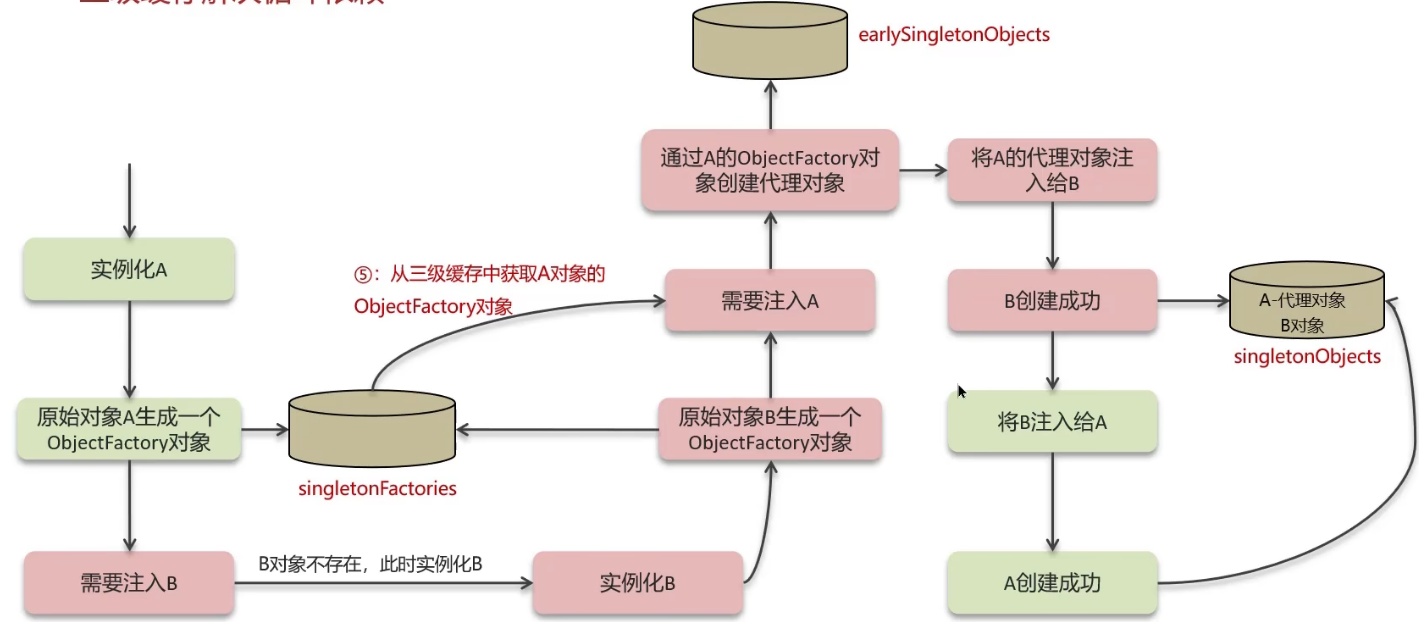 earlySingletonObjects
通过A的ObjectFactory对
象创建代理对象
将A的代理对象注
入给B
实例化A
⑤：从三级缓存中获取A对象的
ObjectFactory对象
需要注入A
B创建成功
A-代理对象
B对象
singletonObjects
原始对象A生成一个
ObjectFactory对象
singletonFactories
原始对象B生成一个
ObjectFactory对象
将B注入给A
需要注入B
B对象不存在，此时实例化B
实例化B
A创建成功